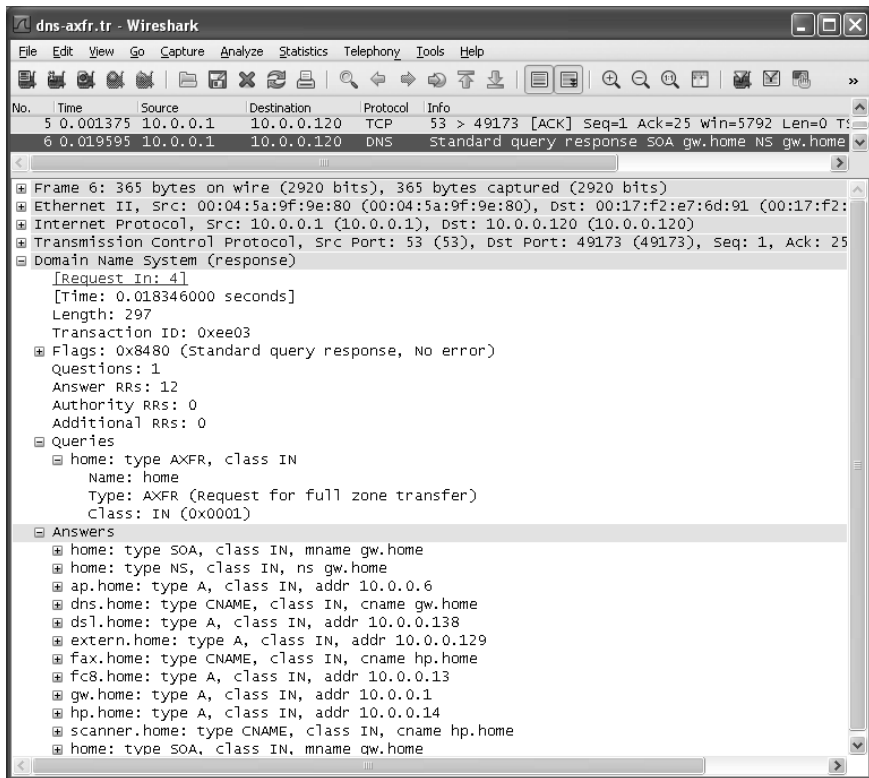 dns-axfr.tr - Wireshark
File Edit View Go Capture Analyze Statistics Telephony Tools Help
No. Time Source Destination Protocol Info
5 0.001375 10.0.0.1 10.0.0.120 TCP 53 > 49173 [ACK] Seq=1 Ack=25 Win=5792 Len=0 TS
6 0.019595 10.0.0.1 10.0.0.120 DNS Standard query response SOA gw.home NS gw.home
Frame 6: 365 bytes on wire (2920 bits), 365 bytes captured (2920 bits)
Ethernet II, Src: 00:04:5a:9f:9e:80 (00:04:5a:9f:9e:80), Dst: 00:17:f2:e7:6d:91 (00:17:f2:
Internet Protocol, Src: 10.0.0.1 (10.0.0.1), Dst: 10.0.0.120 (10.0.0.120)
Transmission Control Protocol, Src Port: 53 (53), Dst Port: 49173 (49173), Seq: 1, Ack: 25
Domain Name System (response)
[Request In: 4]
[Time: 0.018346000 seconds]
Length: 297
Transaction ID: 0xee03
Flags: 0x8480 (Standard query response, No error)
Questions: 1
Answer RRs: 12
Authority RRs: 0
Additional RRs: 0
Queries
home: type AXFR, class IN
Name: home
Type: AXFR (Request for full zone transfer)
Class: IN (0x0001)
Answers
home: type SOA, class IN, mname gw.home
home: type NS, class IN, ns gw.home
ap.home: type A, class IN, addr 10.0.0.6
dns.home: type CNAME, class IN, cname gw.home
dsl.home: type A, class IN, addr 10.0.0.138
extern.home: type A, class IN, addr 10.0.0.129
fax.home: type CNAME, class IN, cname hp.home
fc8.home: type A, class IN, addr 10.0.0.13
gw.home: type A, class IN, addr 10.0.0.1
hp.home: type A, class IN, addr 10.0.0.14
scanner.home: type CNAME, class IN, cname hp.home
home: type SOA, class IN, mname gw.home